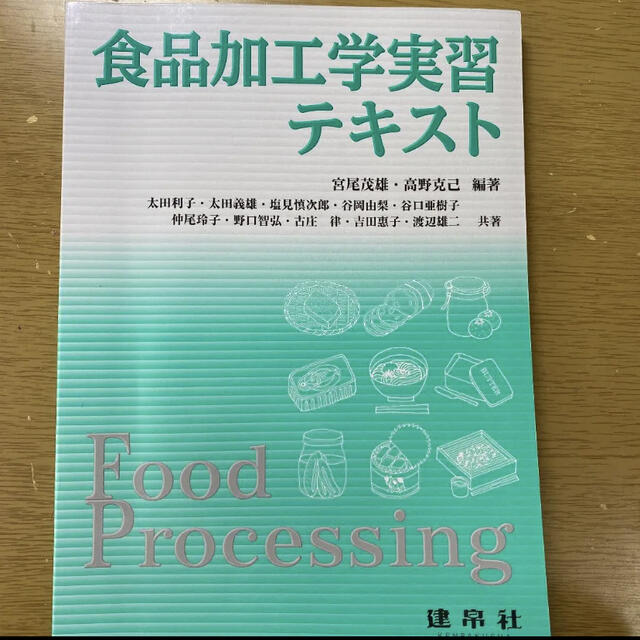 食品加工学実習
テキスト
宮尾茂雄・高野克己 編著
太田利子・太田義雄・塩見慎次郎・谷岡由梨・谷口亜樹子
仲尾玲子・野口智弘・古庄 律・吉田惠子・渡辺雄二 共著
BUTTER
Food
Processing
建帛社
KENPAKUSHA